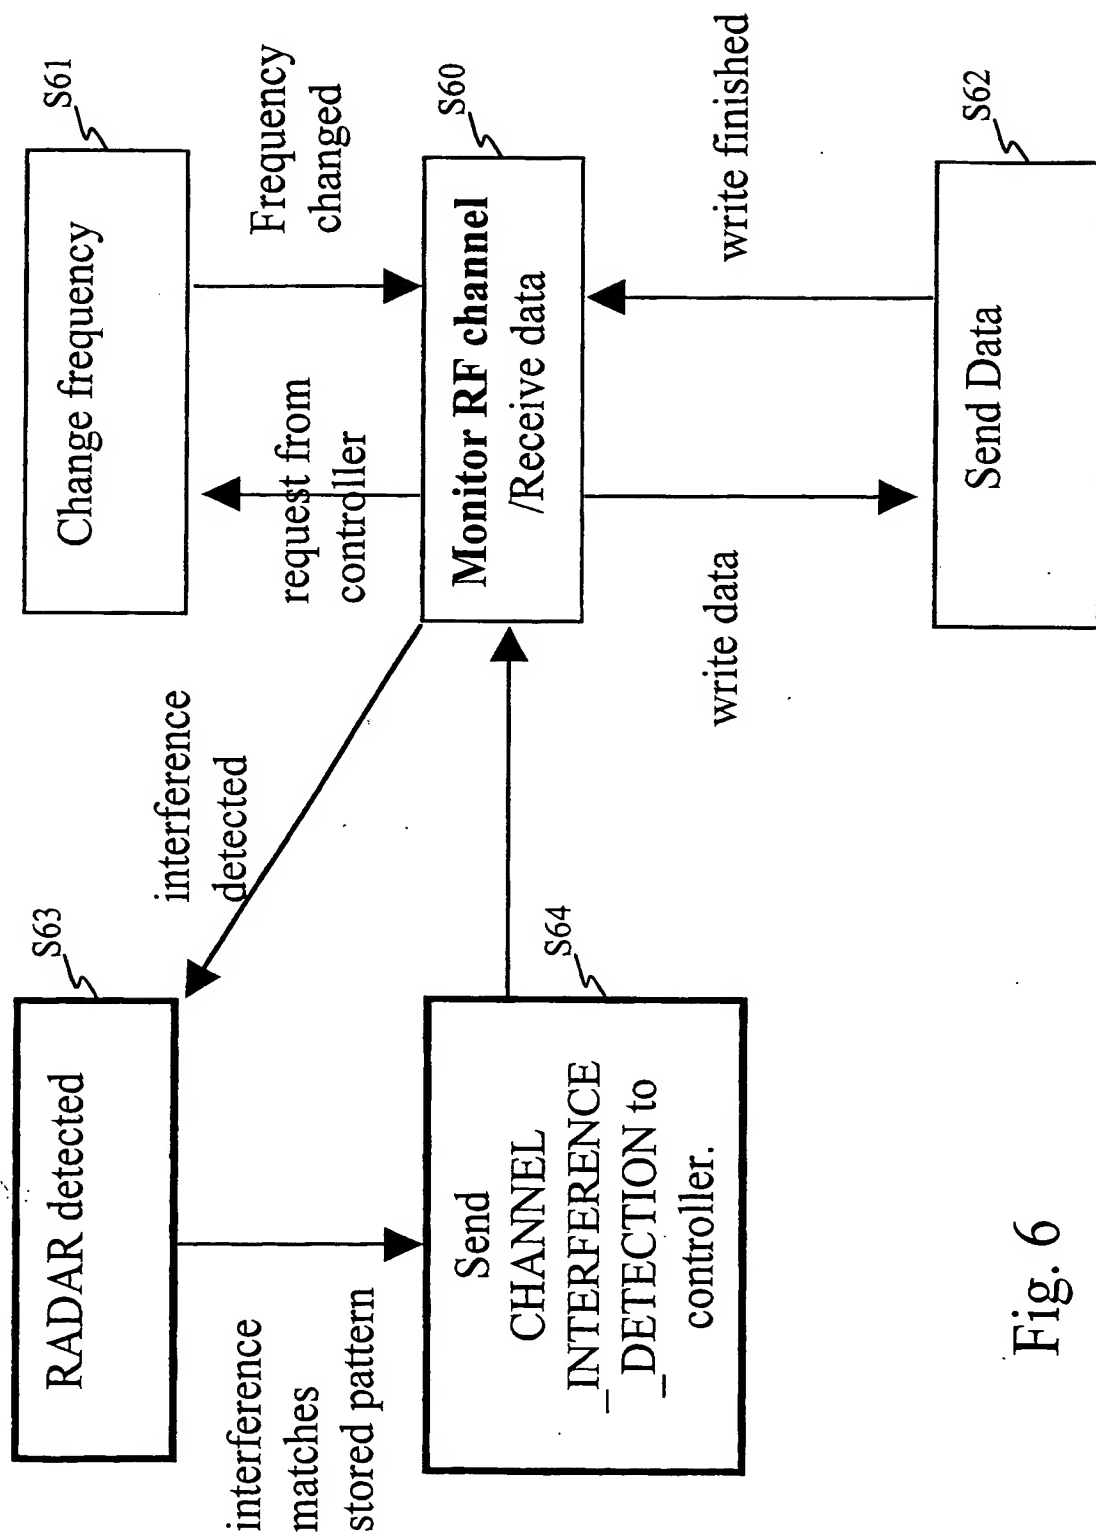 S63
RADAR detected
interference
matches
stored pattern
S64
Send
CHANNEL
_INTERFERENCE
_DETECTION to
controller.
interference
detected
S61
Change frequency
request from
controller
Frequency
changed
S60
Monitor RF channel
/Receive data
write data
write finished
S62
Send Data
Fig. 6